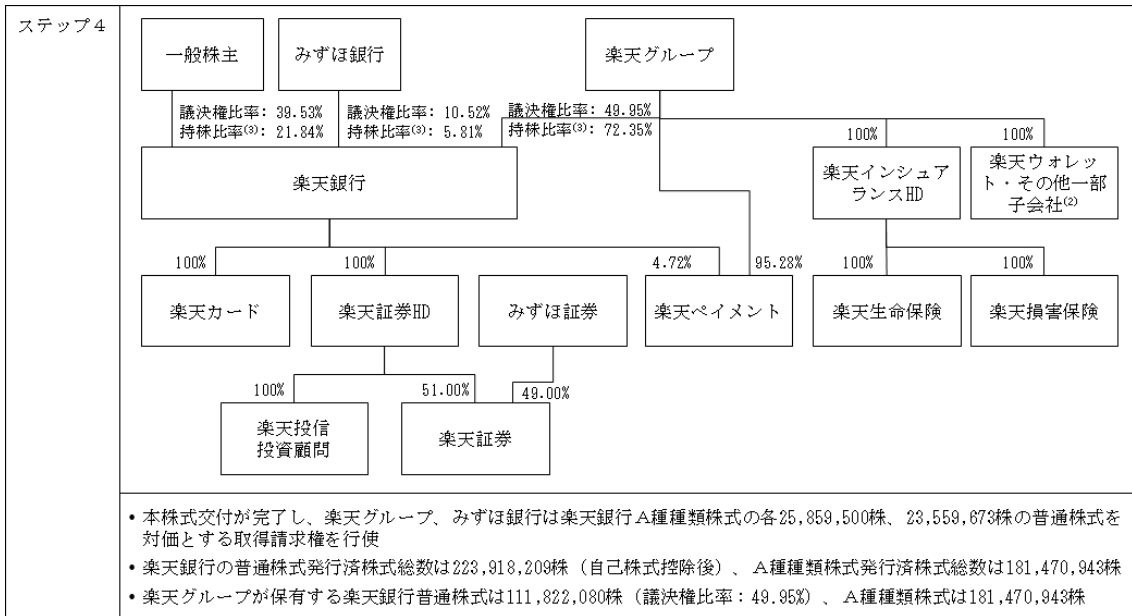 ステップ4
一般株主
みずほ銀行
楽天グループ
議決権比率: 39.53%
持株比率(3): 21.84%
議決権比率: 10.52%
持株比率(3): 5.81%
議決権比率: 49.95%
持株比率(3): 72.35%
100%
100%
楽天銀行
楽天インシュア
ランスHD
楽天ウォレッ
ト・その他一部
子会社(2)
100%
100%
4.72%
95.28%
100%
100%
楽天カード
楽天証券HD
みずほ証券
楽天ペイメント
楽天生命保険
楽天損害保険
100%
51.00%
49.00%
楽天投信
投資顧問
楽天証券
• 本株式交付が完了し、楽天グループ、みずほ銀行は楽天銀行A種種類株式の各25,859,500株、23,559,673株の普通株式を
対価とする取得請求権を行使
• 楽天銀行の普通株式発行済株式総数は223,918,209株（自己株式控除後）、A種種類株式発行済株式総数は181,470,943株
• 楽天グループが保有する楽天銀行普通株式は111,822,080株（議決権比率：49.95%）、A種種類株式は181,470,943株